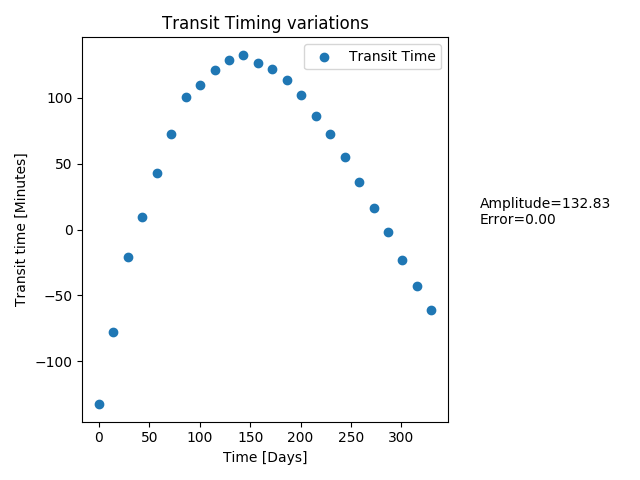 Transit Timing variations
Transit Time
Transit time [Minutes]
100
50
0
−50
−100
Amplitude=132.83
Error=0.00
0 50 100 150 200 250 300
Time [Days]